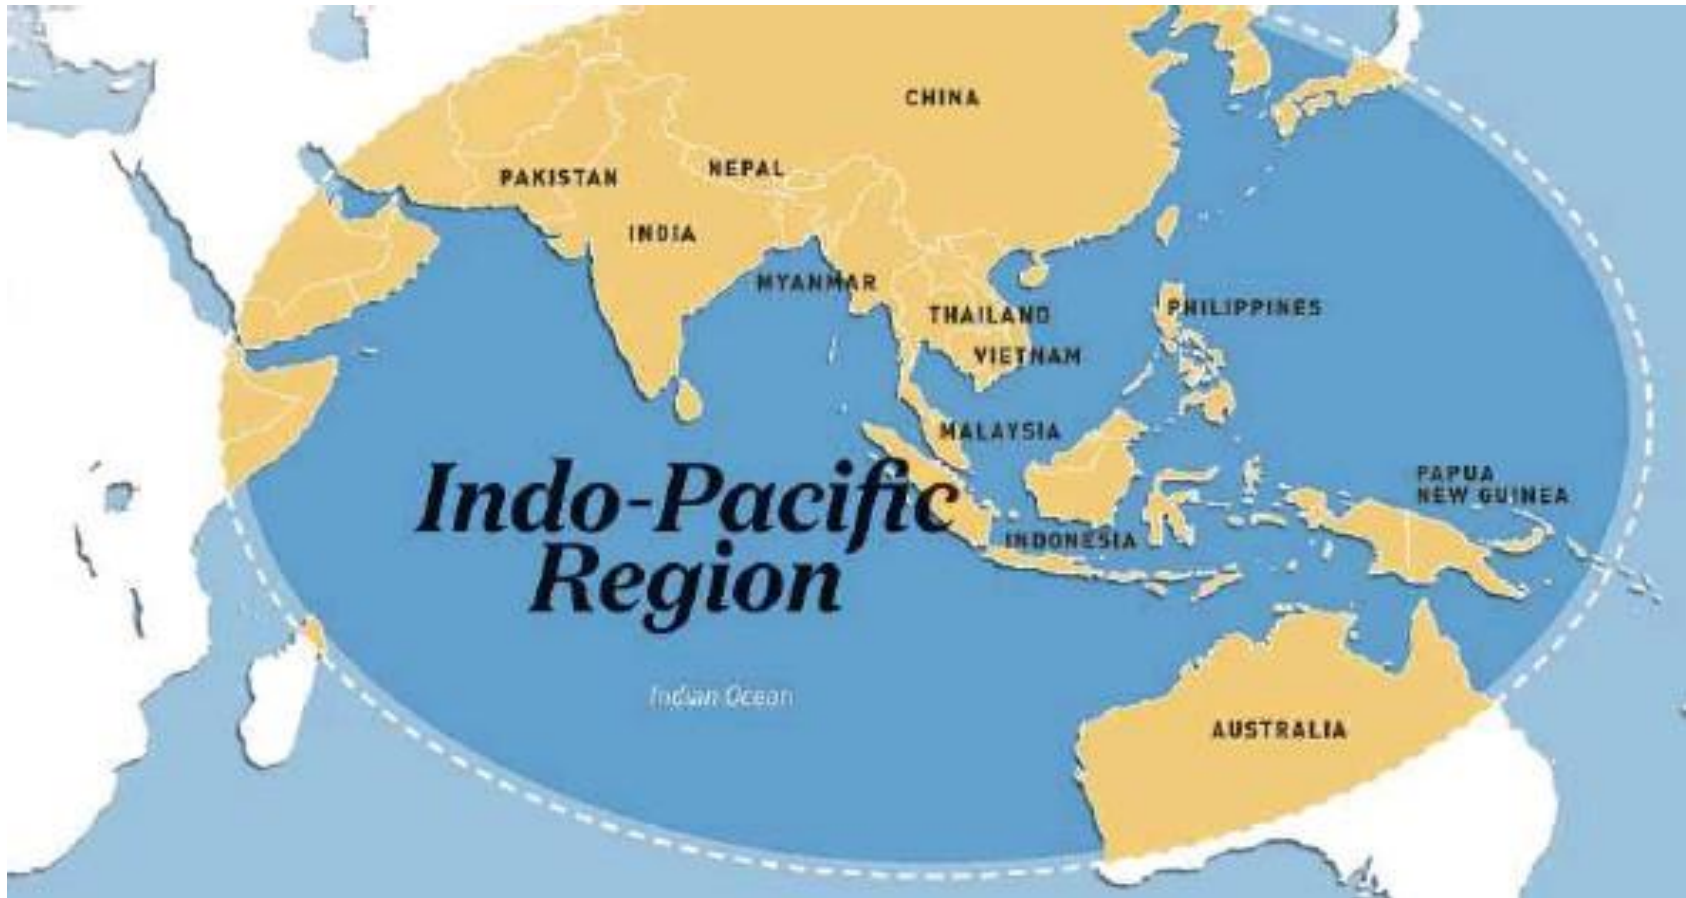 CHINA
PAKISTAN
NEPAL
INDIA
MYANMAR
THAILAND
PHILIPPINES
VIETNAM
MALAYSIA
Indo-Pacific
Region
PAPUA
NEW GUINEA
INDONESIA
Indian Ocean
AUSTRALIA